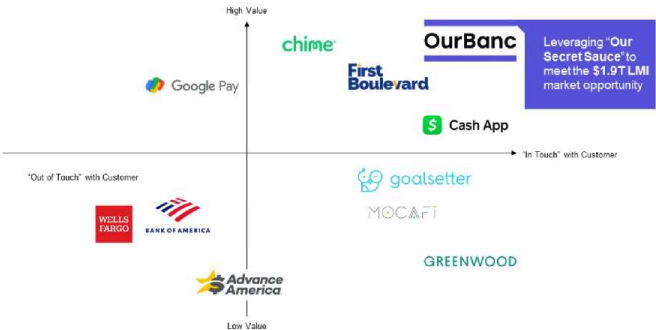 High Value
chime
OurBanc
Leveraging "Our
Secret Sauce" to
meet the $1.9T LMI
market opportunity
Google Pay
First
Boulevard
Cash App
"In Touch" with Customer
"Out of Touch" with Customer
goalsetter
MOCAFI
WELLS
FARGO
BANK OF AMERICA
GREENWOOD
Advance
America
Low Value